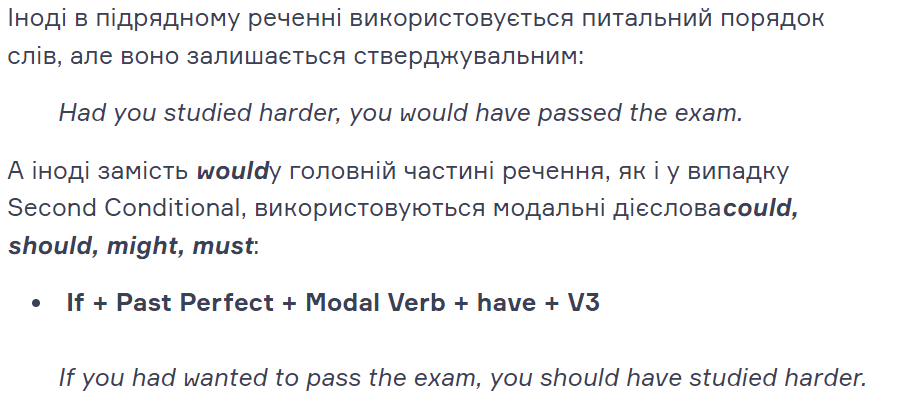 Іноді в підрядному реченні використовується питальний порядок
слів, але воно залишається стверджувальним:
Had you studied harder, you would have passed the exam.
А іноді замість wouldу головній частині речення, як і у випадку
Second Conditional, використовуються модальні дієсловаcould,
should, might, must:
• If + Past Perfect + Modal Verb + have + V3
If you had wanted to pass the exam, you should have studied harder.